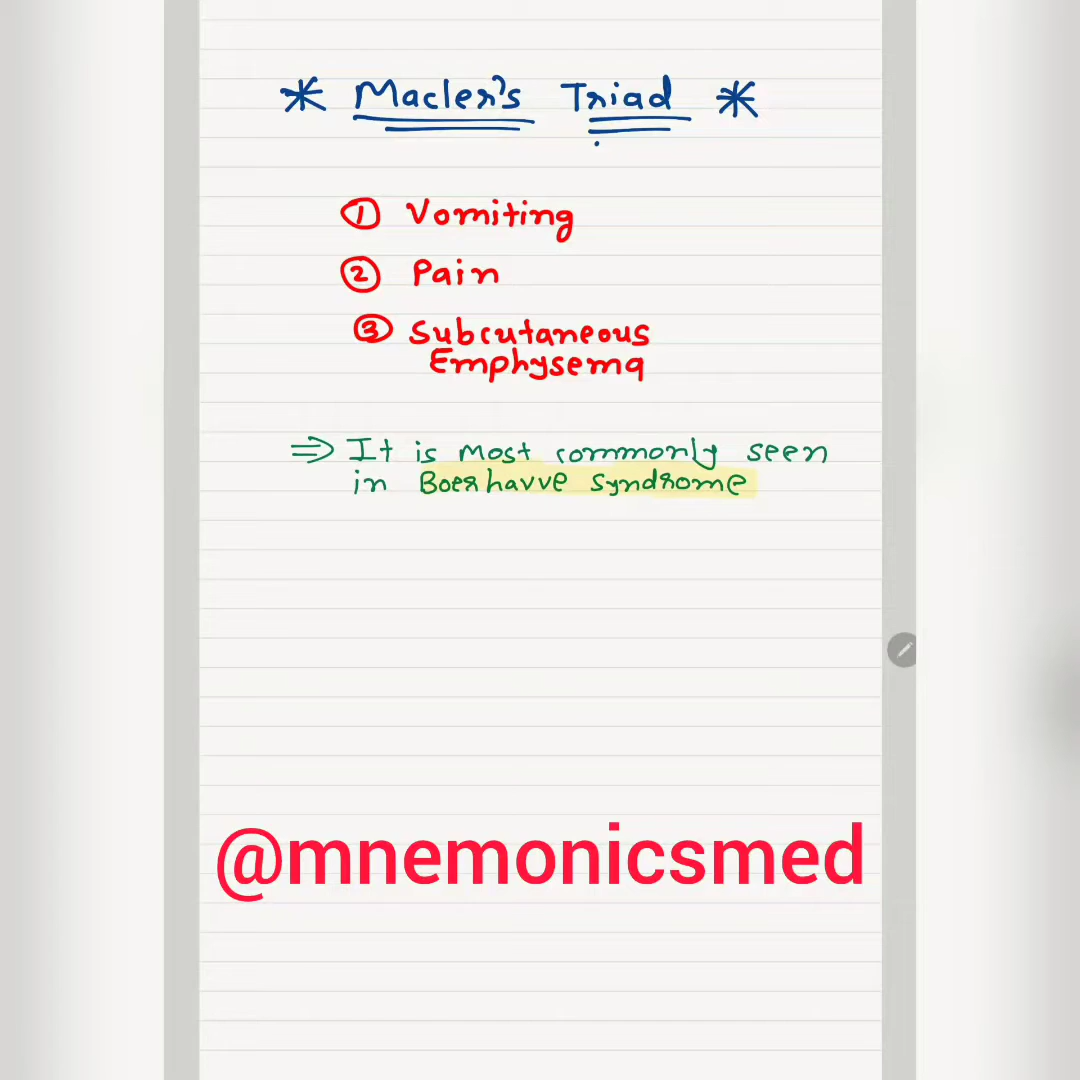 * Macler's Triad *
① Vomiting
② Pain
③ Subcutaneous
Emphysema
⇒ It is most commonly seen
in Boerhavve syndrome
@mnemonicsmed